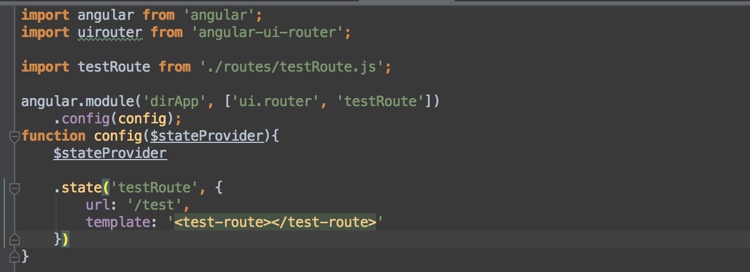 import angular from 'angular';
import uirouter from 'angular-ui-router';
import testRoute from './routes/testRoute.js';
angular.module('dirApp', ['ui.router', 'testRoute'])
    .config(config);
function config($stateProvider){
    $stateProvider
    .state('testRoute', {
        url: '/test',
        template: '<test-route></test-route>'
    })
}